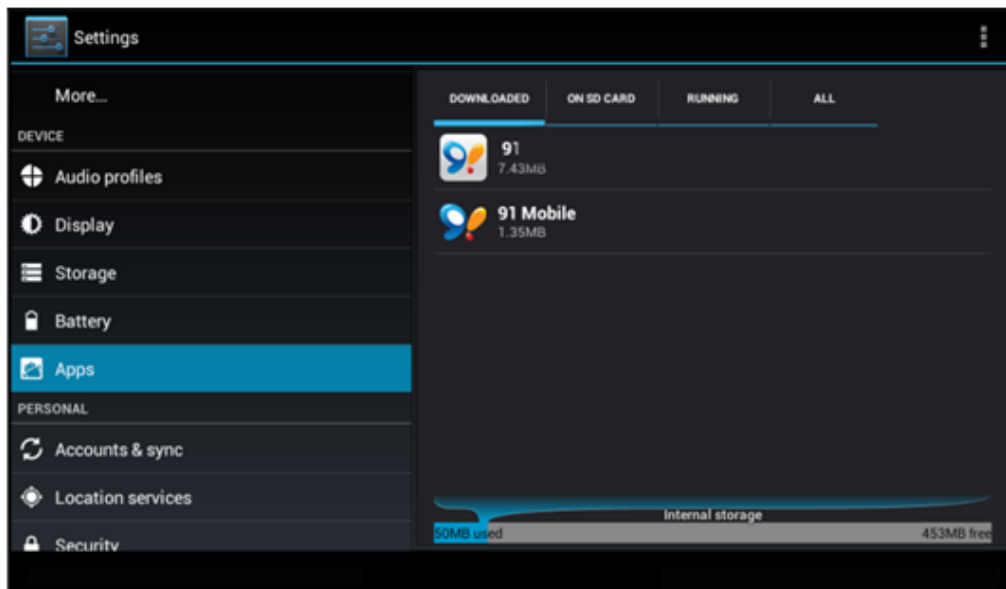 Settings
More...
DEVICE
Audio profiles
Display
Storage
Battery
Apps
PERSONAL
Accounts & sync
Location services
Security
DOWNLOADED ON SD CARD RUNNING ALL
91
7.43MB
91 Mobile
1.35MB
Internal storage
50MB used 453MB free